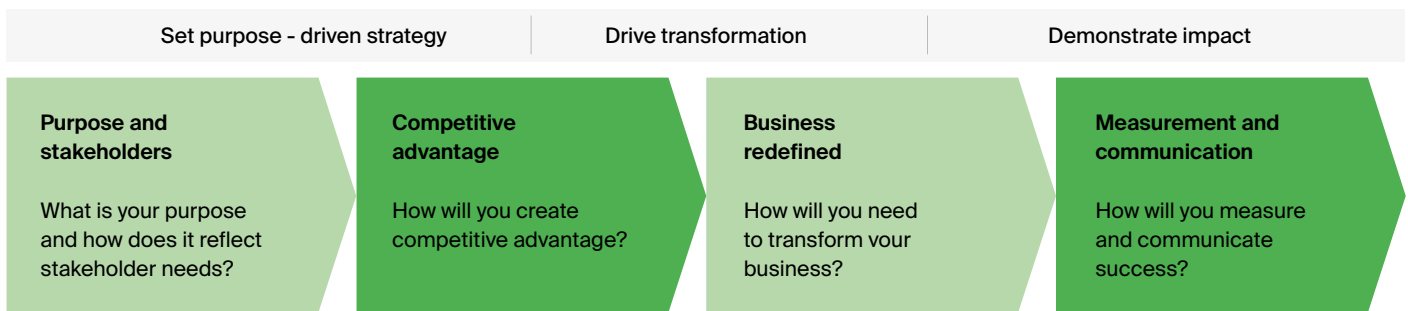 Set purpose - driven strategy
Drive transformation
Demonstrate impact
Purpose and
stakeholders
What is your purpose
and how does it reflect
stakeholder needs?
Competitive
advantage
How will you create
competitive advantage?
Business
redefined
How will you need
to transform vour
business?
Measurement and
communication
How will you measure
and communicate
success?